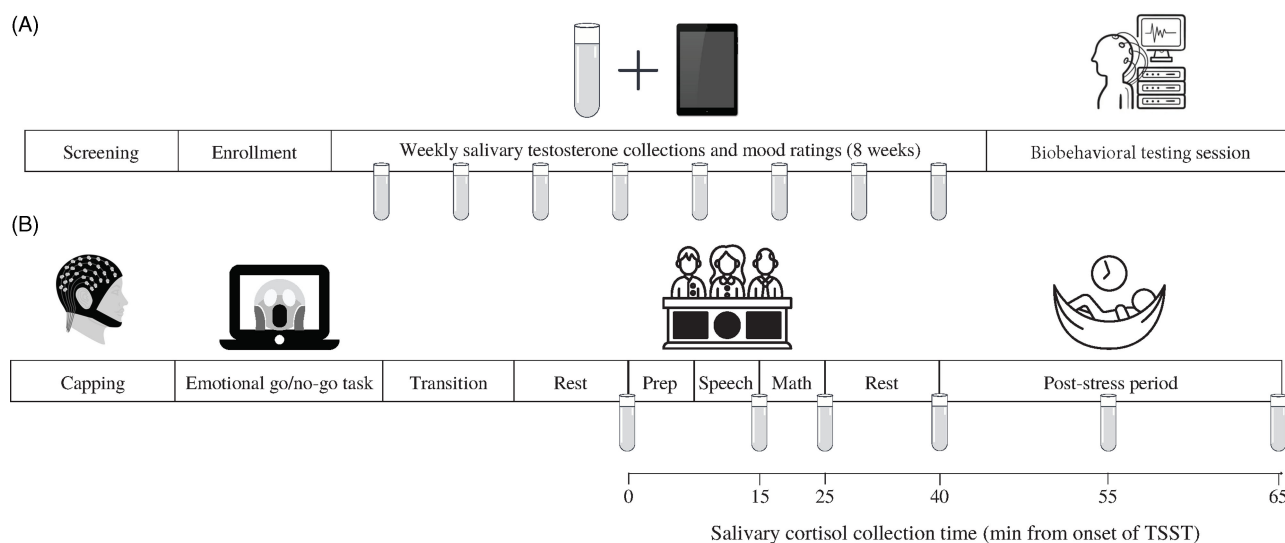 (A)
Screening
Enrollment
Weekly salivary testosterone collections and mood ratings (8 weeks)
Biobehavioral testing session
(B)
Capping
Emotional go/no-go task
Transition
Rest
Prep
Speech
Math
Rest
Post-stress period
0
15
25
40
55
65
Salivary cortisol collection time (min from onset of TSST)